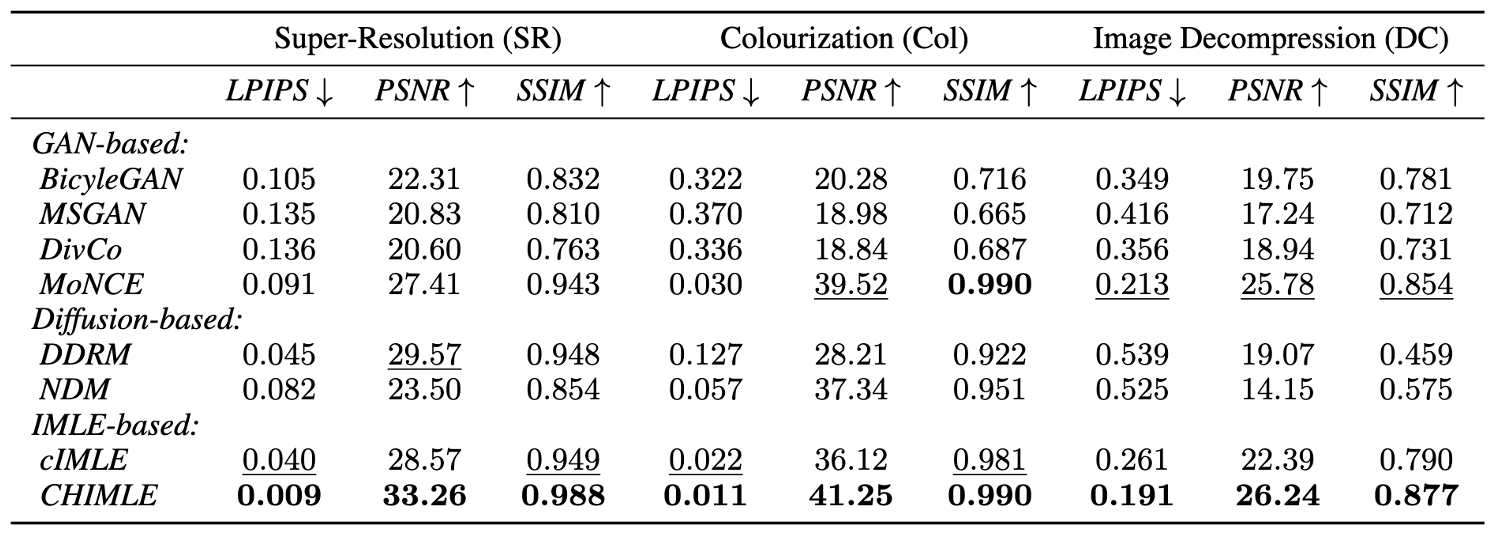 Super-Resolution (SR) Colourization (Col) Image Decompression (DC)
LPIPS ↓ PSNR ↑ SSIM ↑ LPIPS ↓ PSNR ↑ SSIM ↑ LPIPS ↓ PSNR ↑ SSIM ↑
GAN-based:
BicyleGAN 0.105 22.31 0.832 0.322 20.28 0.716 0.349 19.75 0.781
MSGAN 0.135 20.83 0.810 0.370 18.98 0.665 0.416 17.24 0.712
DivCo 0.136 20.60 0.763 0.336 18.84 0.687 0.356 18.94 0.731
MoNCE 0.091 27.41 0.943 0.030 39.52 0.990 0.213 25.78 0.854
Diffusion-based:
DDRM 0.045 29.57 0.948 0.127 28.21 0.922 0.539 19.07 0.459
NDM 0.082 23.50 0.854 0.057 37.34 0.951 0.525 14.15 0.575
IMLE-based:
cIMLE 0.040 28.57 0.949 0.022 36.12 0.981 0.261 22.39 0.790
CHIMLE 0.009 33.26 0.988 0.011 41.25 0.990 0.191 26.24 0.877